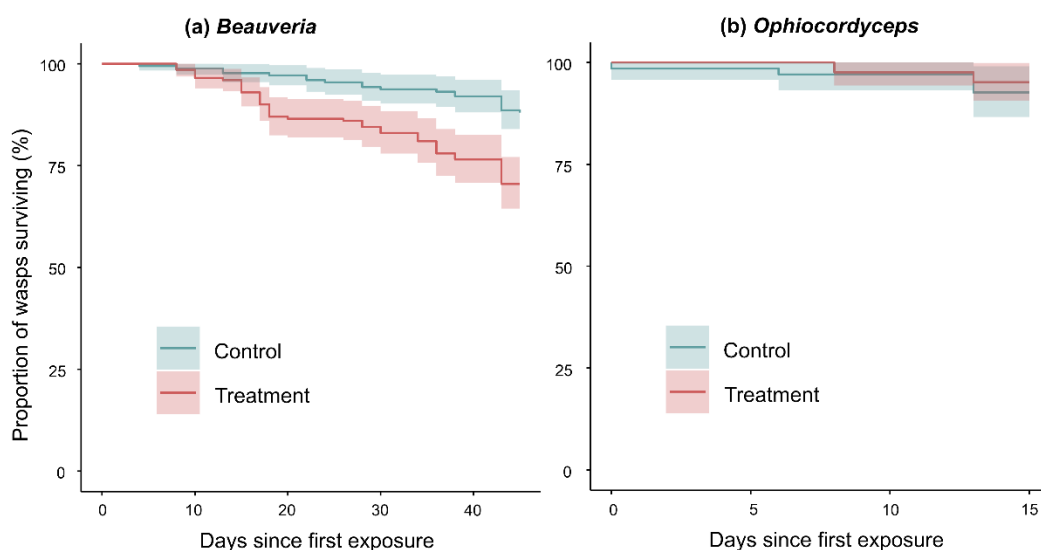 (a) Beauveria
(b) Ophiocordyceps
Proportion of wasps surviving (%)
100
75
50
25
0
Control
Treatment
0
10
20
30
40
Days since first exposure
100
75
50
25
0
Control
Treatment
0
5
10
15
Days since first exposure